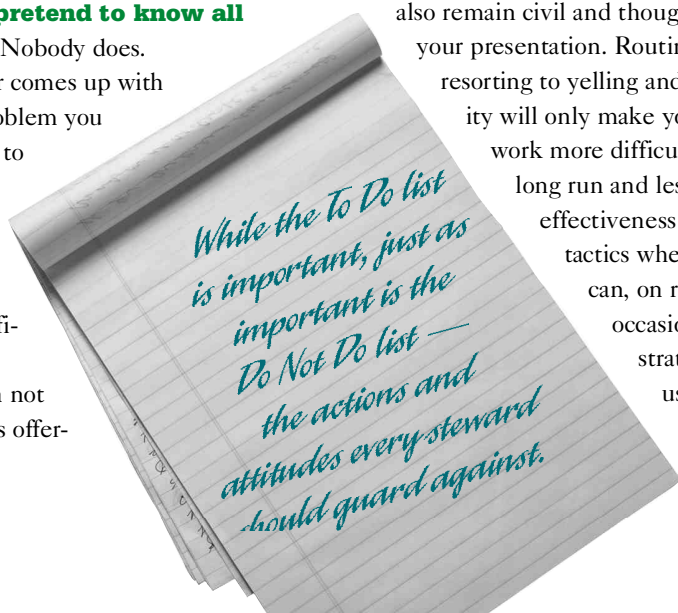 pretend to know all
Nobody does.
r comes up with
oblem you
to
fi-
not
s offer-
While the To Do list
is important, just as
important is the
Do Not Do list —
the actions and
attitudes every steward
should guard against.
also remain civil and thoug
your presentation. Routin
resorting to yelling and
ity will only make yo
work more difficu
long run and les
effectiveness
tactics whe
can, on r
occasio
strat
us